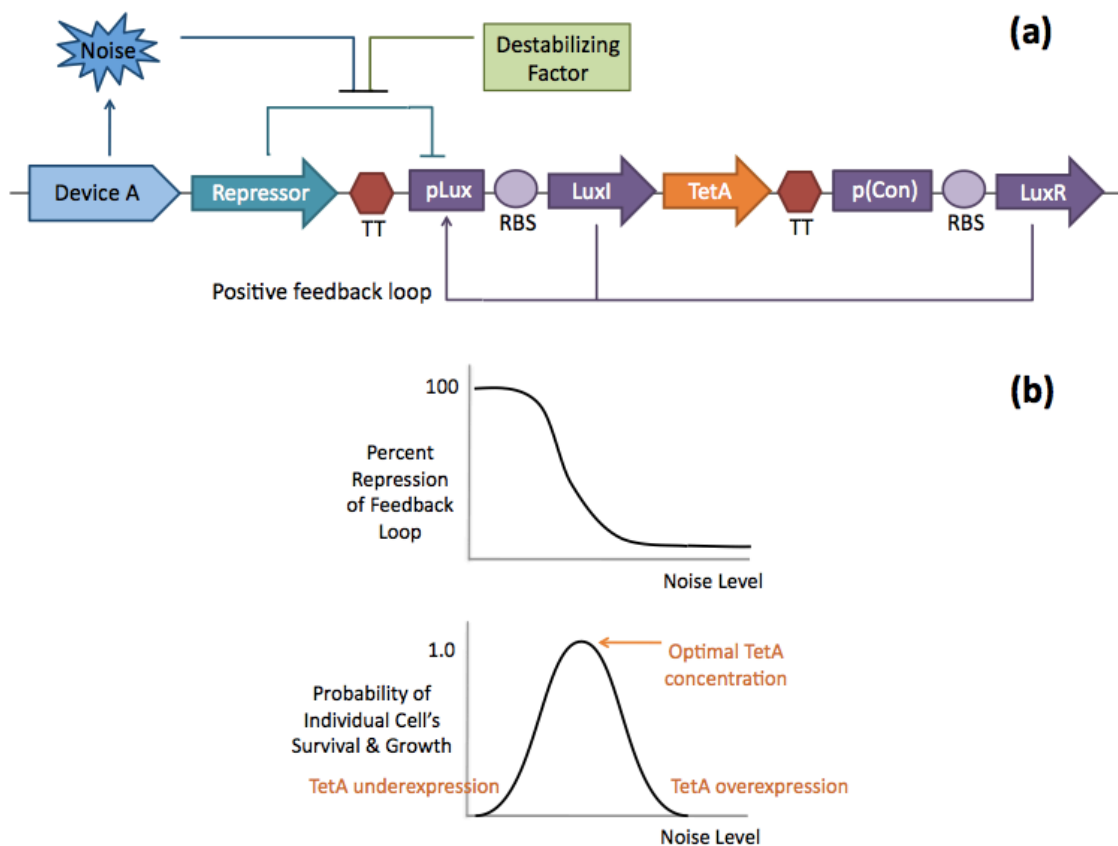 (a)
Noise
Destabilizing
Factor
Device A
Repressor
TT
pLux
RBS
LuxI
TetA
TT
p(Con)
RBS
LuxR
Positive feedback loop
(b)
100
Percent
Repression
of Feedback
Loop
Noise Level
1.0
Optimal TetA
concentration
Probability of
Individual Cell's
Survival & Growth
TetA underexpression
TetA overexpression
Noise Level